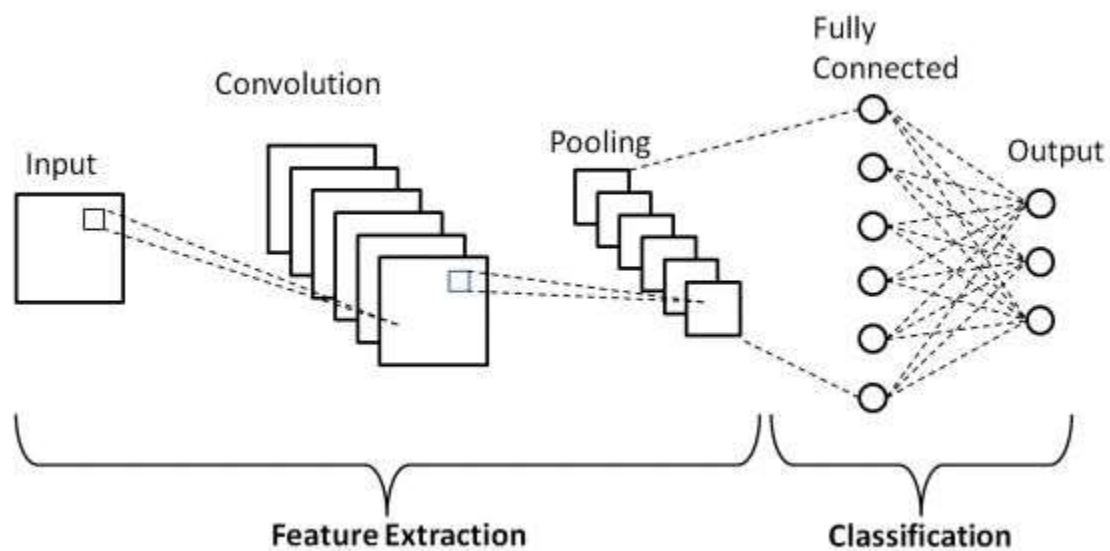 Input
Convolution
Pooling
Fully
Connected
Output
Feature Extraction
Classification